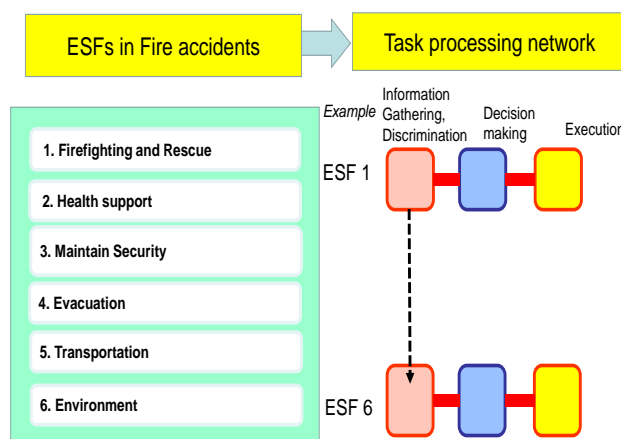 ESFs in Fire accidents
Task processing network
1. Firefighting and Rescue
2. Health support
3. Maintain Security
4. Evacuation
5. Transportation
6. Environment
Example
Information
Gathering,
Discrimination
Decision
making
Execution
ESF 1
ESF 6